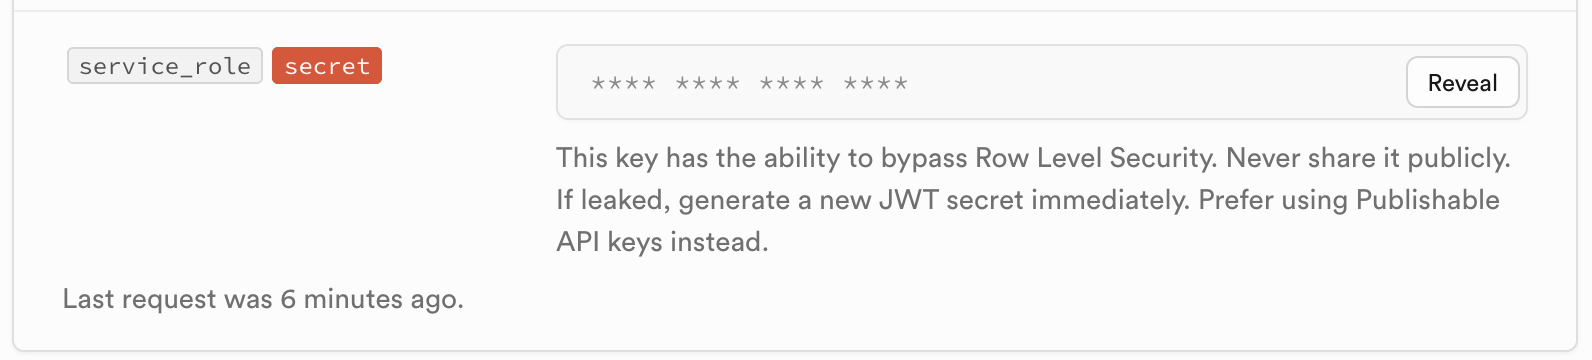 service_role secret
**** **** **** ****
Reveal
This key has the ability to bypass Row Level Security. Never share it publicly.
If leaked, generate a new JWT secret immediately. Prefer using Publishable
API keys instead.
Last request was 6 minutes ago.